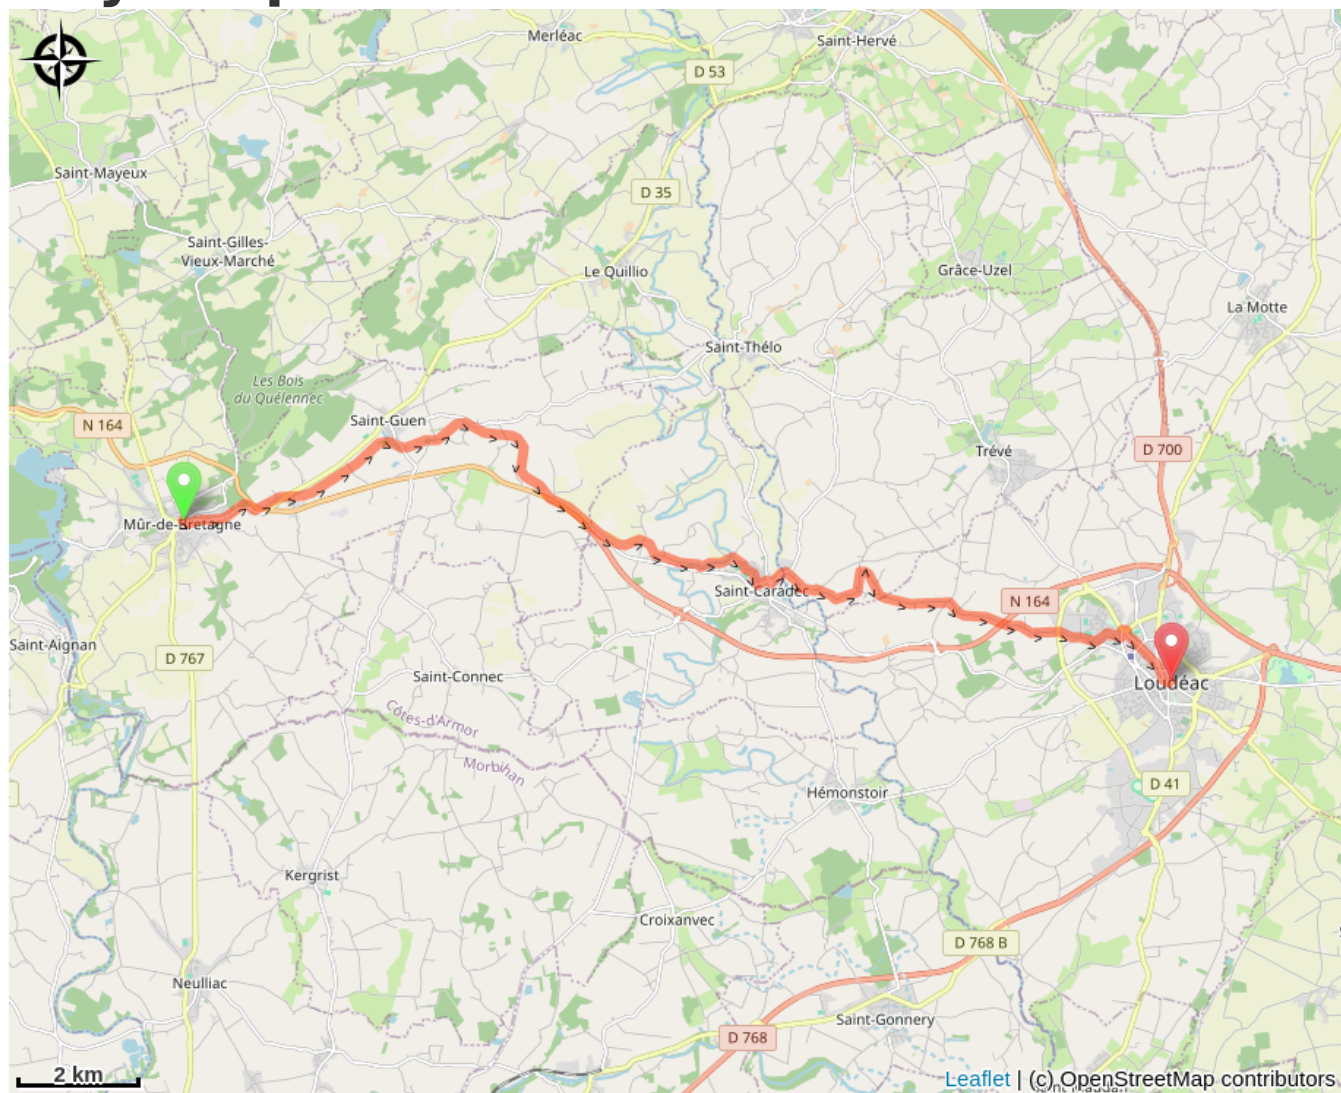 Merléac
Saint-Hervé
D 53
Saint-Mayeux
D 35
Saint-Gilles-
Vieux-Marché
Le Quillio
Grâce-Uzel
La Motte
Saint-Thélo
Les Bois
du Quélennec
Saint-Guen
N 164
Trévé
D 700
Mûr-de-Bretagne
Saint-Caradec
N 164
Saint-Aignan
D 767
Saint-Connec
Loudéac
Côtes-d'Armor
Morbihan
Hémonstoir
D 41
Kergrist
Croixanvec
D 768 B
Neulliac
Saint-Gonnery
D 768
2 km
Leaflet | (c) OpenStreetMap contributors